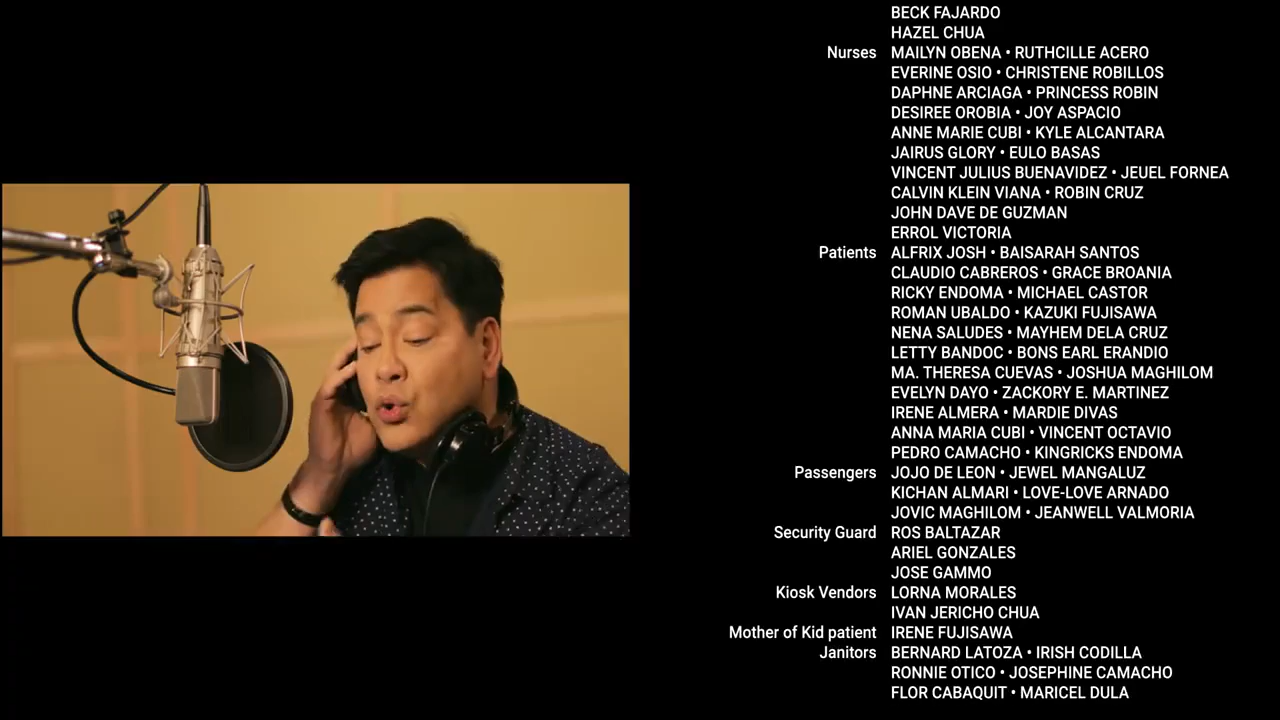 BECK FAJARDO
HAZEL CHUA
Nurses MAILYN OBENA • RUTHCILLE ACERO
EVERINE OSIO • CHRISTENE ROBILLOS
DAPHNE ARCIAGA • PRINCESS ROBIN
DESIREE OROBIA • JOY ASPACIO
ANNE MARIE CUBI • KYLE ALCANTARA
JAIRUS GLORY • EULO BASAS
VINCENT JULIUS BUENAVIDEZ • JEUEL FORNEA
CALVIN KLEIN VIANA • ROBIN CRUZ
JOHN DAVE DE GUZMAN
ERROL VICTORIA
Patients ALFRIX JOSH • BAISARAH SANTOS
CLAUDIO CABREROS • GRACE BROANIA
RICKY ENDOMA • MICHAEL CASTOR
ROMAN UBALDO • KAZUKI FUJISAWA
NENA SALUDES • MAYHEM DELA CRUZ
LETTY BANDOC • BONS EARL ERANDIO
MA. THERESA CUEVAS • JOSHUA MAGHILOM
EVELYN DAYO • ZACKORY E. MARTINEZ
IRENE ALMERA • MARDIE DIVAS
ANNA MARIA CUBI • VINCENT OCTAVIO
PEDRO CAMACHO • KINGRICKS ENDOMA
Passengers JOJO DE LEON • JEWEL MANGALUZ
KICHAN ALMARI • LOVE-LOVE ARNADO
JOVIC MAGHILOM • JEANWELL VALMORIA
Security Guard ROS BALTAZAR
ARIEL GONZALES
JOSE GAMMO
Kiosk Vendors LORNA MORALES
IVAN JERICHO CHUA
Mother of Kid patient IRENE FUJISAWA
Janitors BERNARD LATOZA • IRISH CODILLA
RONNIE OTICO • JOSEPHINE CAMACHO
FLOR CABAQUIT • MARICEL DULA